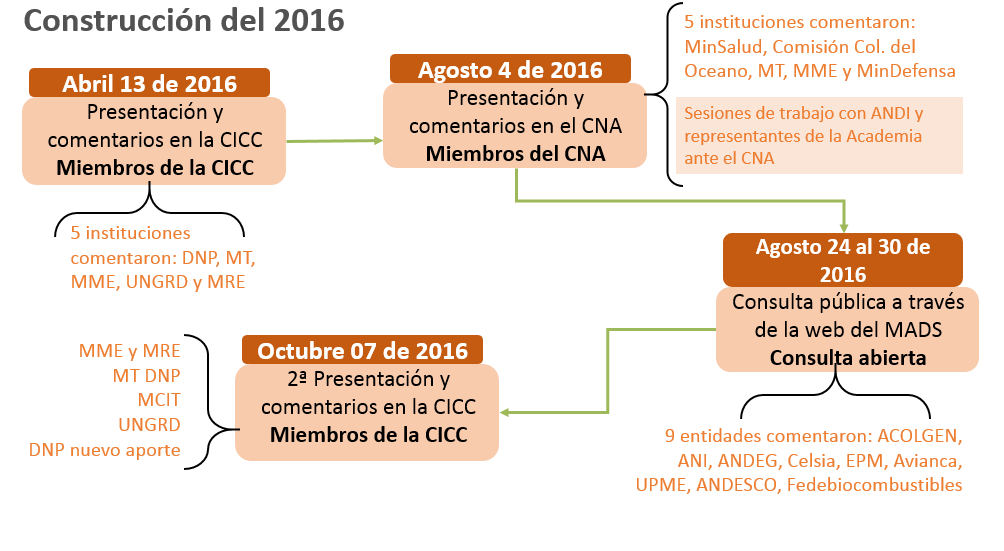 Construcción del 2016
Abril 13 de 2016
Presentación y
comentarios en la CICC
Miembros de la CICC
5 instituciones
comentaron: DNP, MT,
MME, UNGRD y MRE
Agosto 4 de 2016
Presentación y
comentarios en el CNA
Miembros del CNA
5 instituciones comentaron:
MinSalud, Comisión Col. del
Oceano, MT, MME y MinDefensa
Sesiones de trabajo con ANDI y
representantes de la Academia
ante el CNA
Agosto 24 al 30 de
2016
Consulta pública a través
de la web del MADS
Consulta abierta
9 entidades comentaron: ACOLGEN,
ANI, ANDEG, Celsia, EPM, Avianca,
UPME, ANDESCO, Fedebiocombustibles
Octubre 07 de 2016
2ª Presentación y
comentarios en la CICC
Miembros de la CICC
MME y MRE
MT DNP
MCIT
UNGRD
DNP nuevo aporte